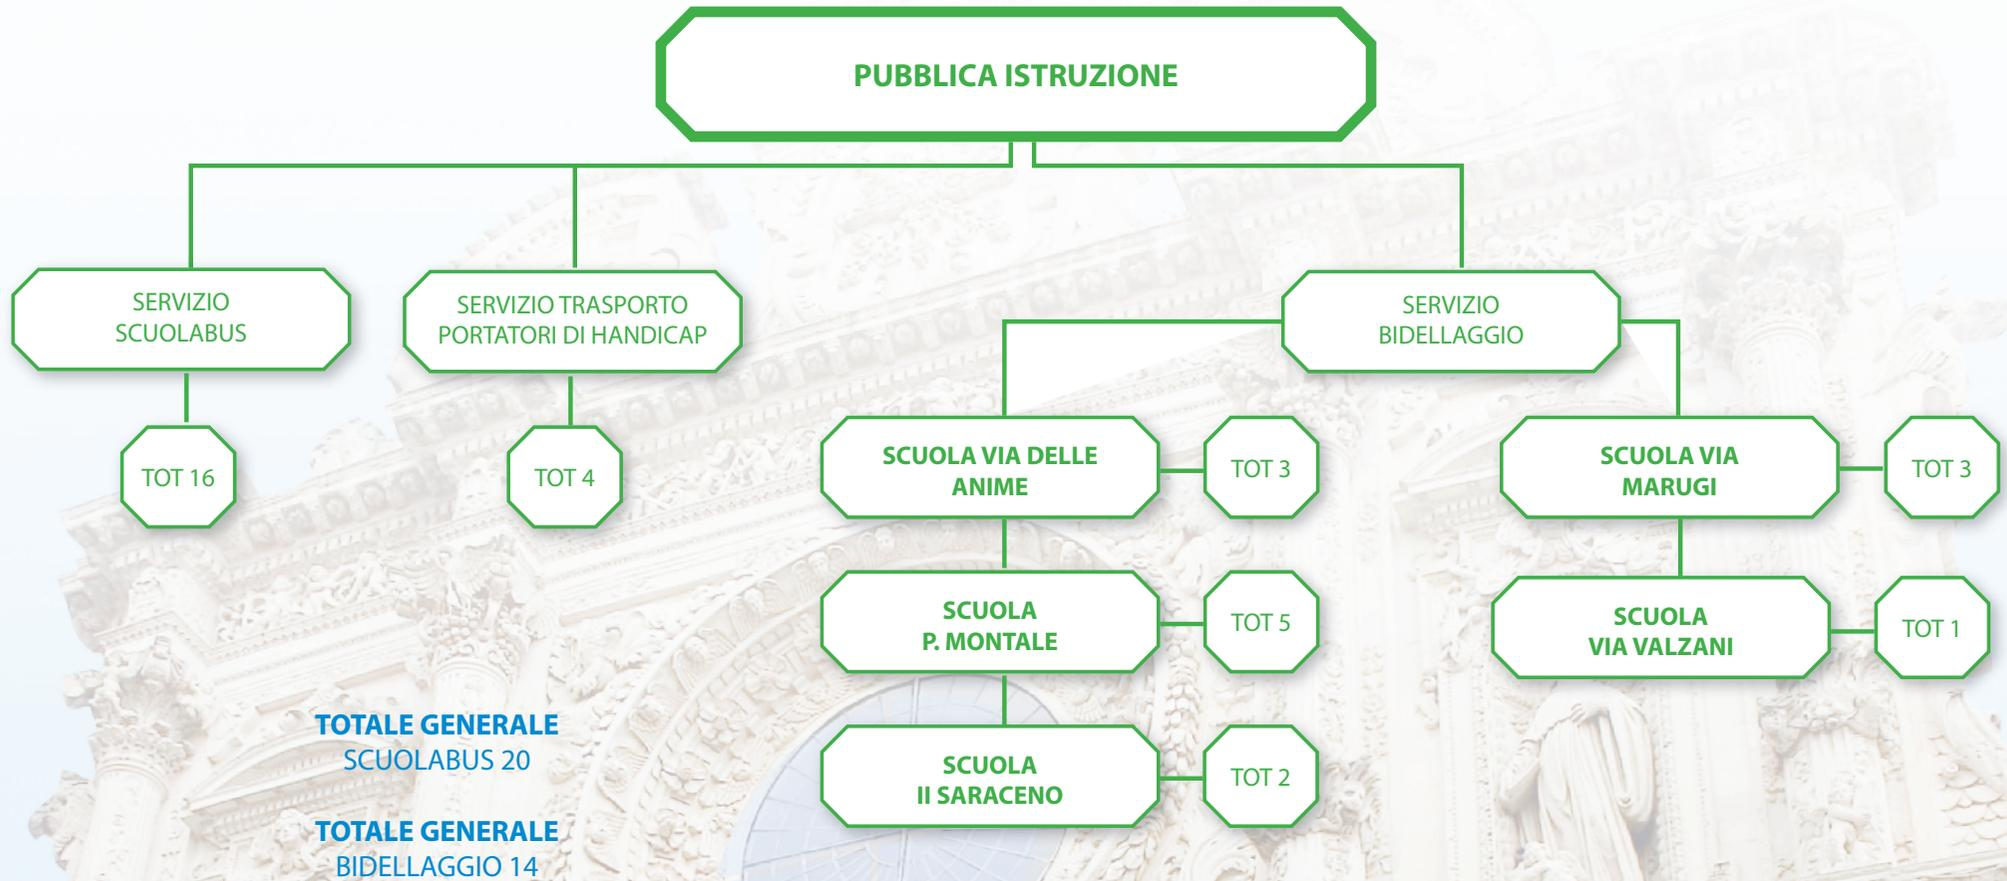 PUBBLICA ISTRUZIONE
SERVIZIO
SCUOLABUS
TOT 16
SERVIZIO TRASPORTO
PORTATORI DI HANDICAP
TOT 4
SERVIZIO
BIDELLAGGIO
SCUOLA VIA DELLE
ANIME
TOT 3
SCUOLA
P. MONTALE
TOT 5
SCUOLA
II SARACENO
TOT 2
SCUOLA VIA
MARUGI
TOT 3
SCUOLA
VIA VALZANI
TOT 1
TOTALE GENERALE
SCUOLABUS 20
TOTALE GENERALE
BIDELLAGGIO 14